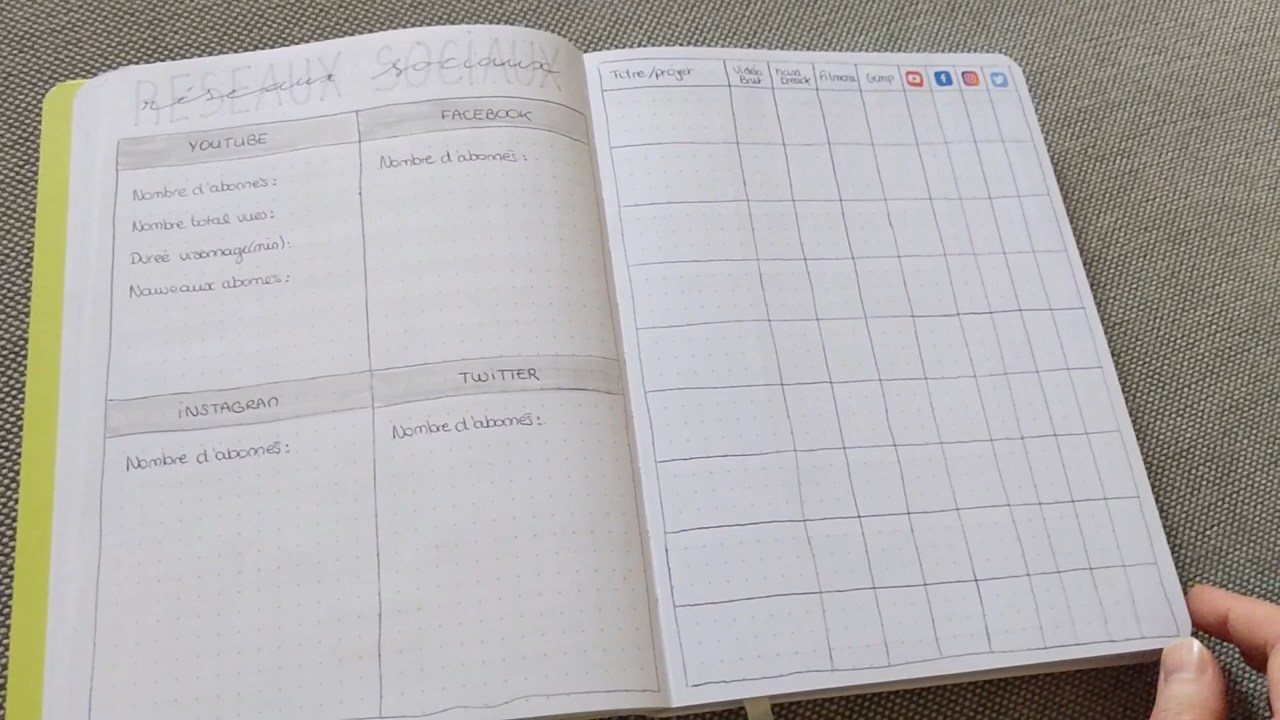 RESEAUX SOCIAUX
réseaux sociaux
YOUTUBE
Nombre d'abonnés:
Nombre total vues:
Dureé visionnage(min):
Nouveaux abonnés:
FACEBOOK
Nombre d'abonnés:
INSTAGRAM
Nombre d'abonnés:
TWITTER
Nombre d'abonnés:
Titre/projet
Vidéo
Brut
Filmora
Gimp